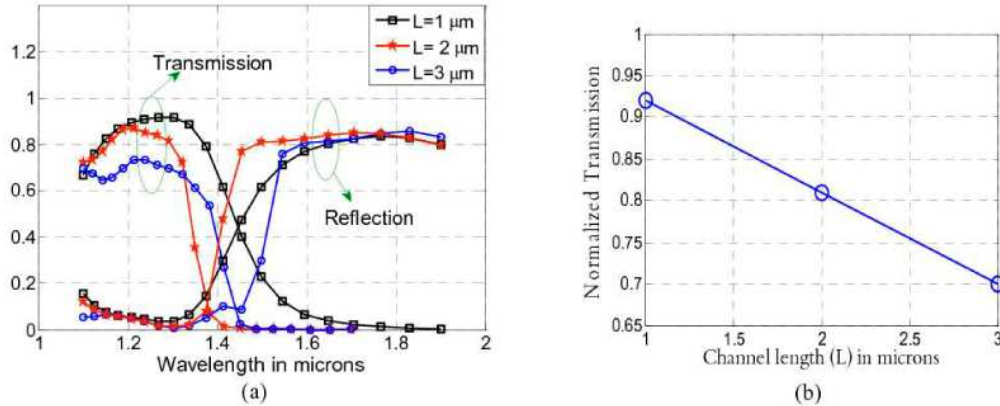 (a)
1.2
1
0.8
0.6
0.4
0.2
0
L=1 μm
L= 2 μm
L=3 μm
Transmission
Reflection
1 1.2 1.4 1.6 1.8 2
Wavelength in microns
(a)
b)
1
0.95
0.9
0.85
0.8
0.75
0.7
0.65
Normalized Transmission
1 1.5 2 2.5 3
Channel length (L) in microns
(b)